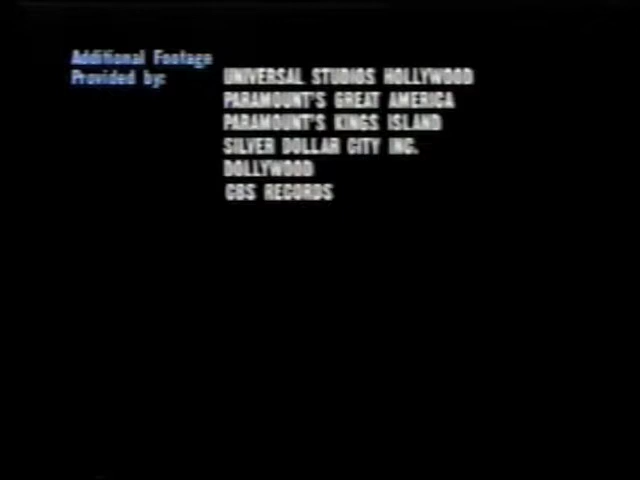 Additional Footage
Provided by:
UNIVERSAL STUDIOS HOLLYWOOD
PARAMOUNT'S GREAT AMERICA
PARAMOUNT'S KINGS ISLAND
SILVER DOLLAR CITY INC.
DOLLYWOOD
CBS RECORDS